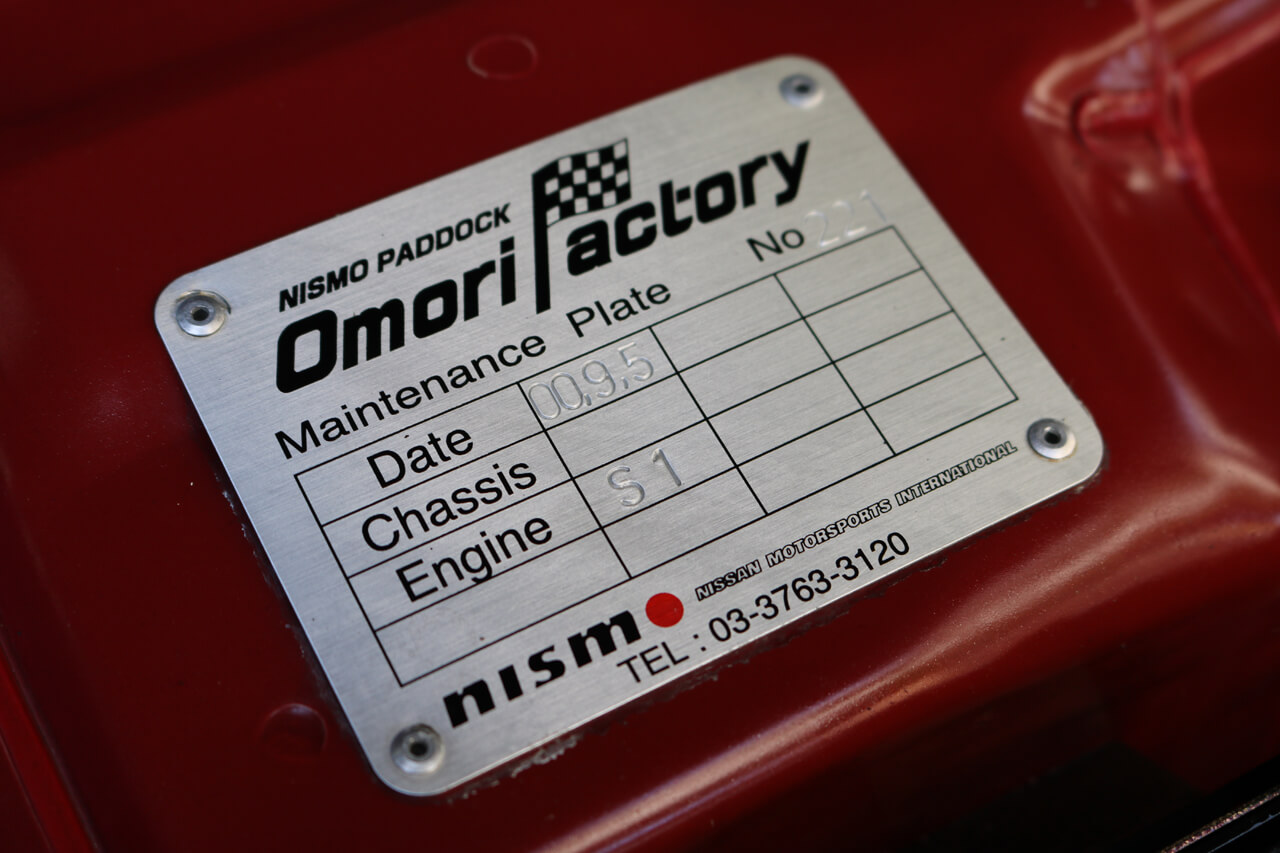 NISMO PADDOCK
Omori Factory
Maintenance Plate No 221
Date 00,9,5
Chassis
Engine S1
nismo NISSAN MOTORSPORTS INTERNATIONAL
TEL : 03-3763-3120